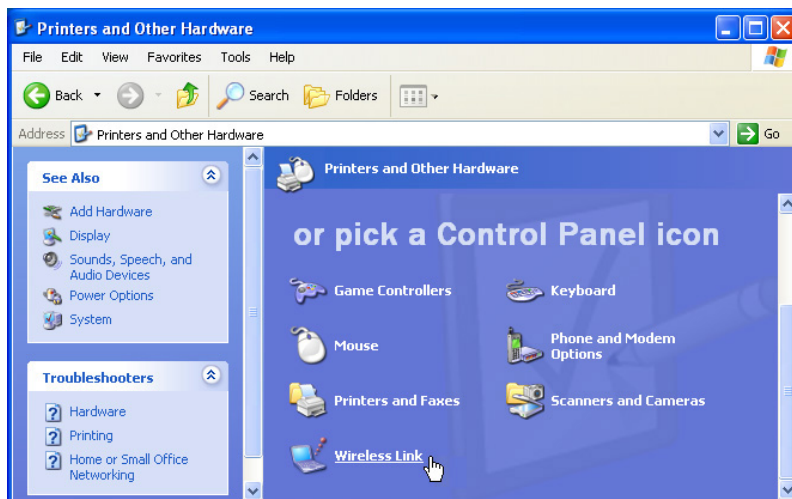 Printers and Other Hardware
File Edit View Favorites Tools Help
Back Search Folders
Address Printers and Other Hardware Go
See Also
Add Hardware
Display
Sounds, Speech, and
Audio Devices
Power Options
System
Troubleshooters
Hardware
Printing
Home or Small Office
Networking
Printers and Other Hardware
or pick a Control Panel icon
Game Controllers Keyboard
Mouse Phone and Modem
Options
Printers and Faxes Scanners and Cameras
Wireless Link